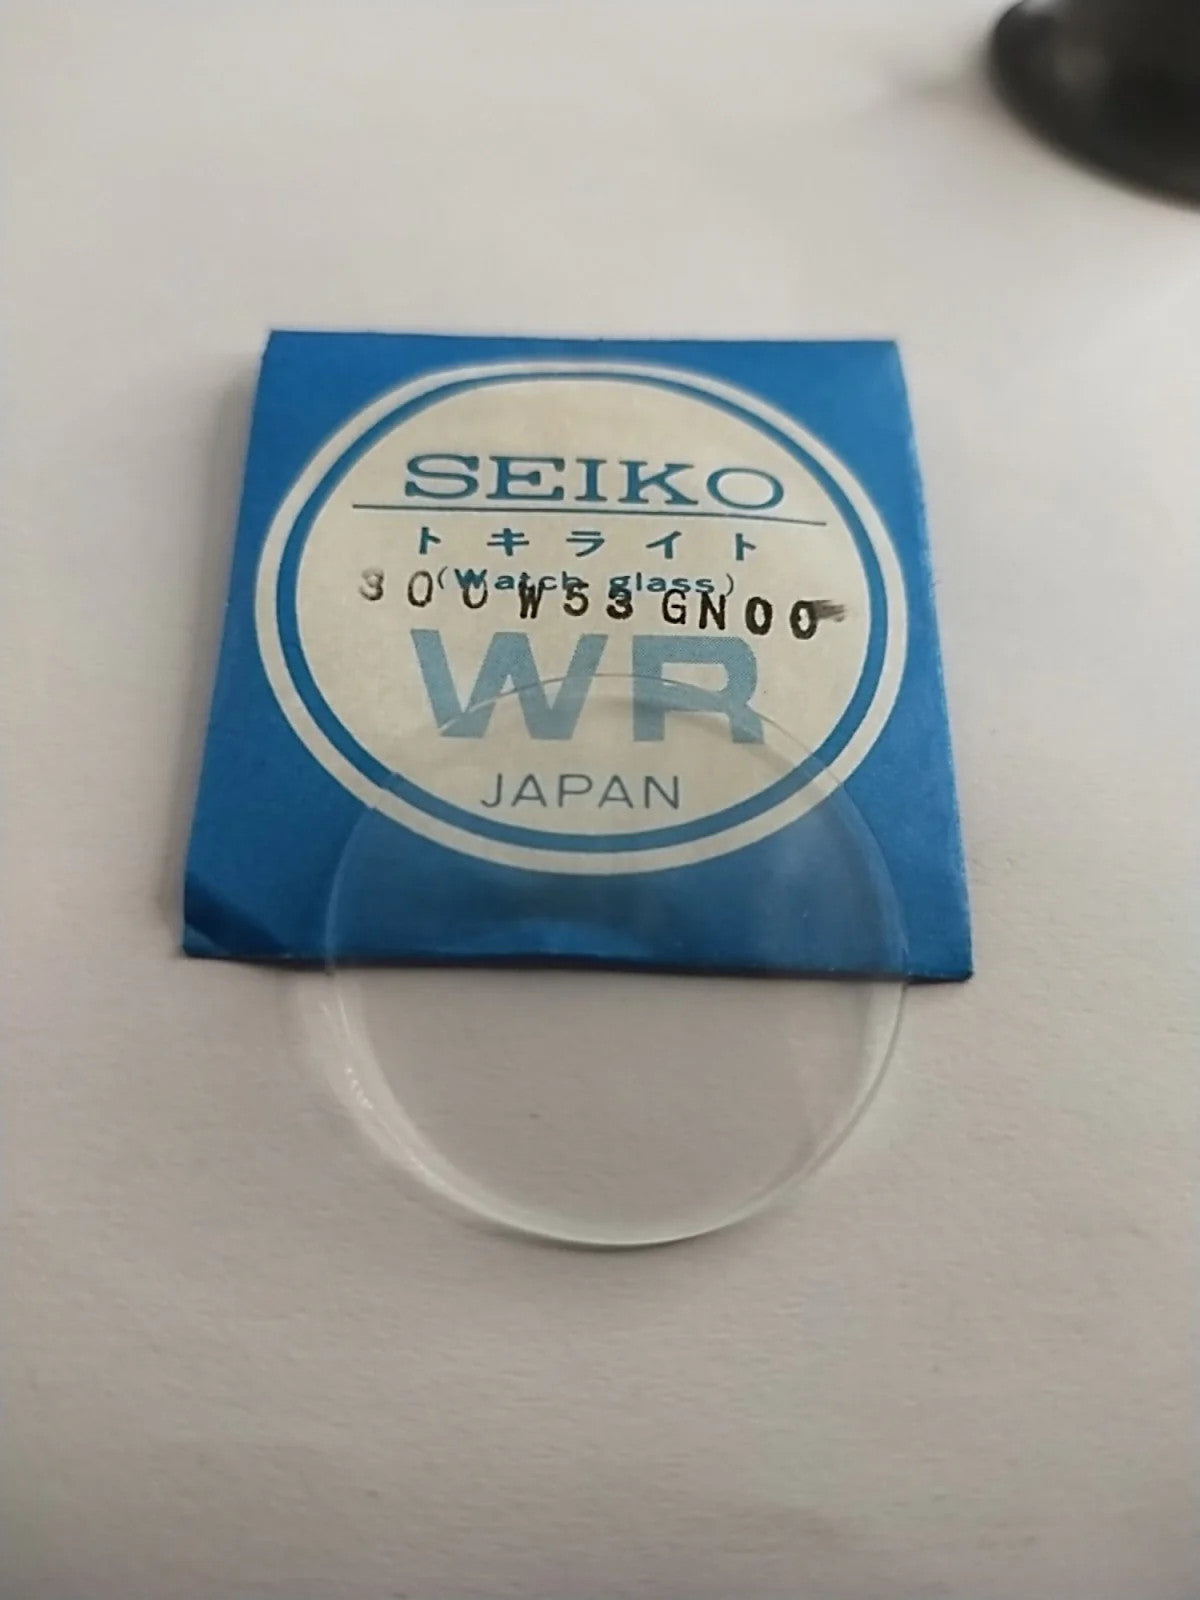 SEIKO
トキライト
(Watch glass)
300W53GN00
WR
JAPAN